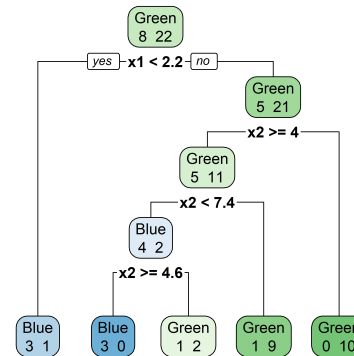 Green
8 22
yes x1 < 2.2 no
Green
5 21
x2 >= 4
Green
5 11
x2 < 7.4
Blue
4 2
x2 >= 4.6
Blue Blue Green Green Green
3 1 3 0 1 2 1 9 0 10